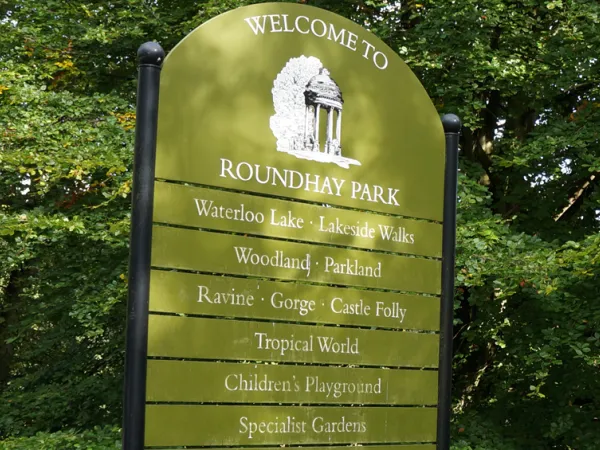 WELCOME TO
ROUNDHAY PARK
Waterloo Lake · Lakeside Walks
Woodland · Parkland
Ravine · Gorge · Castle Folly
Tropical World
Children's Playground
Specialist Gardens